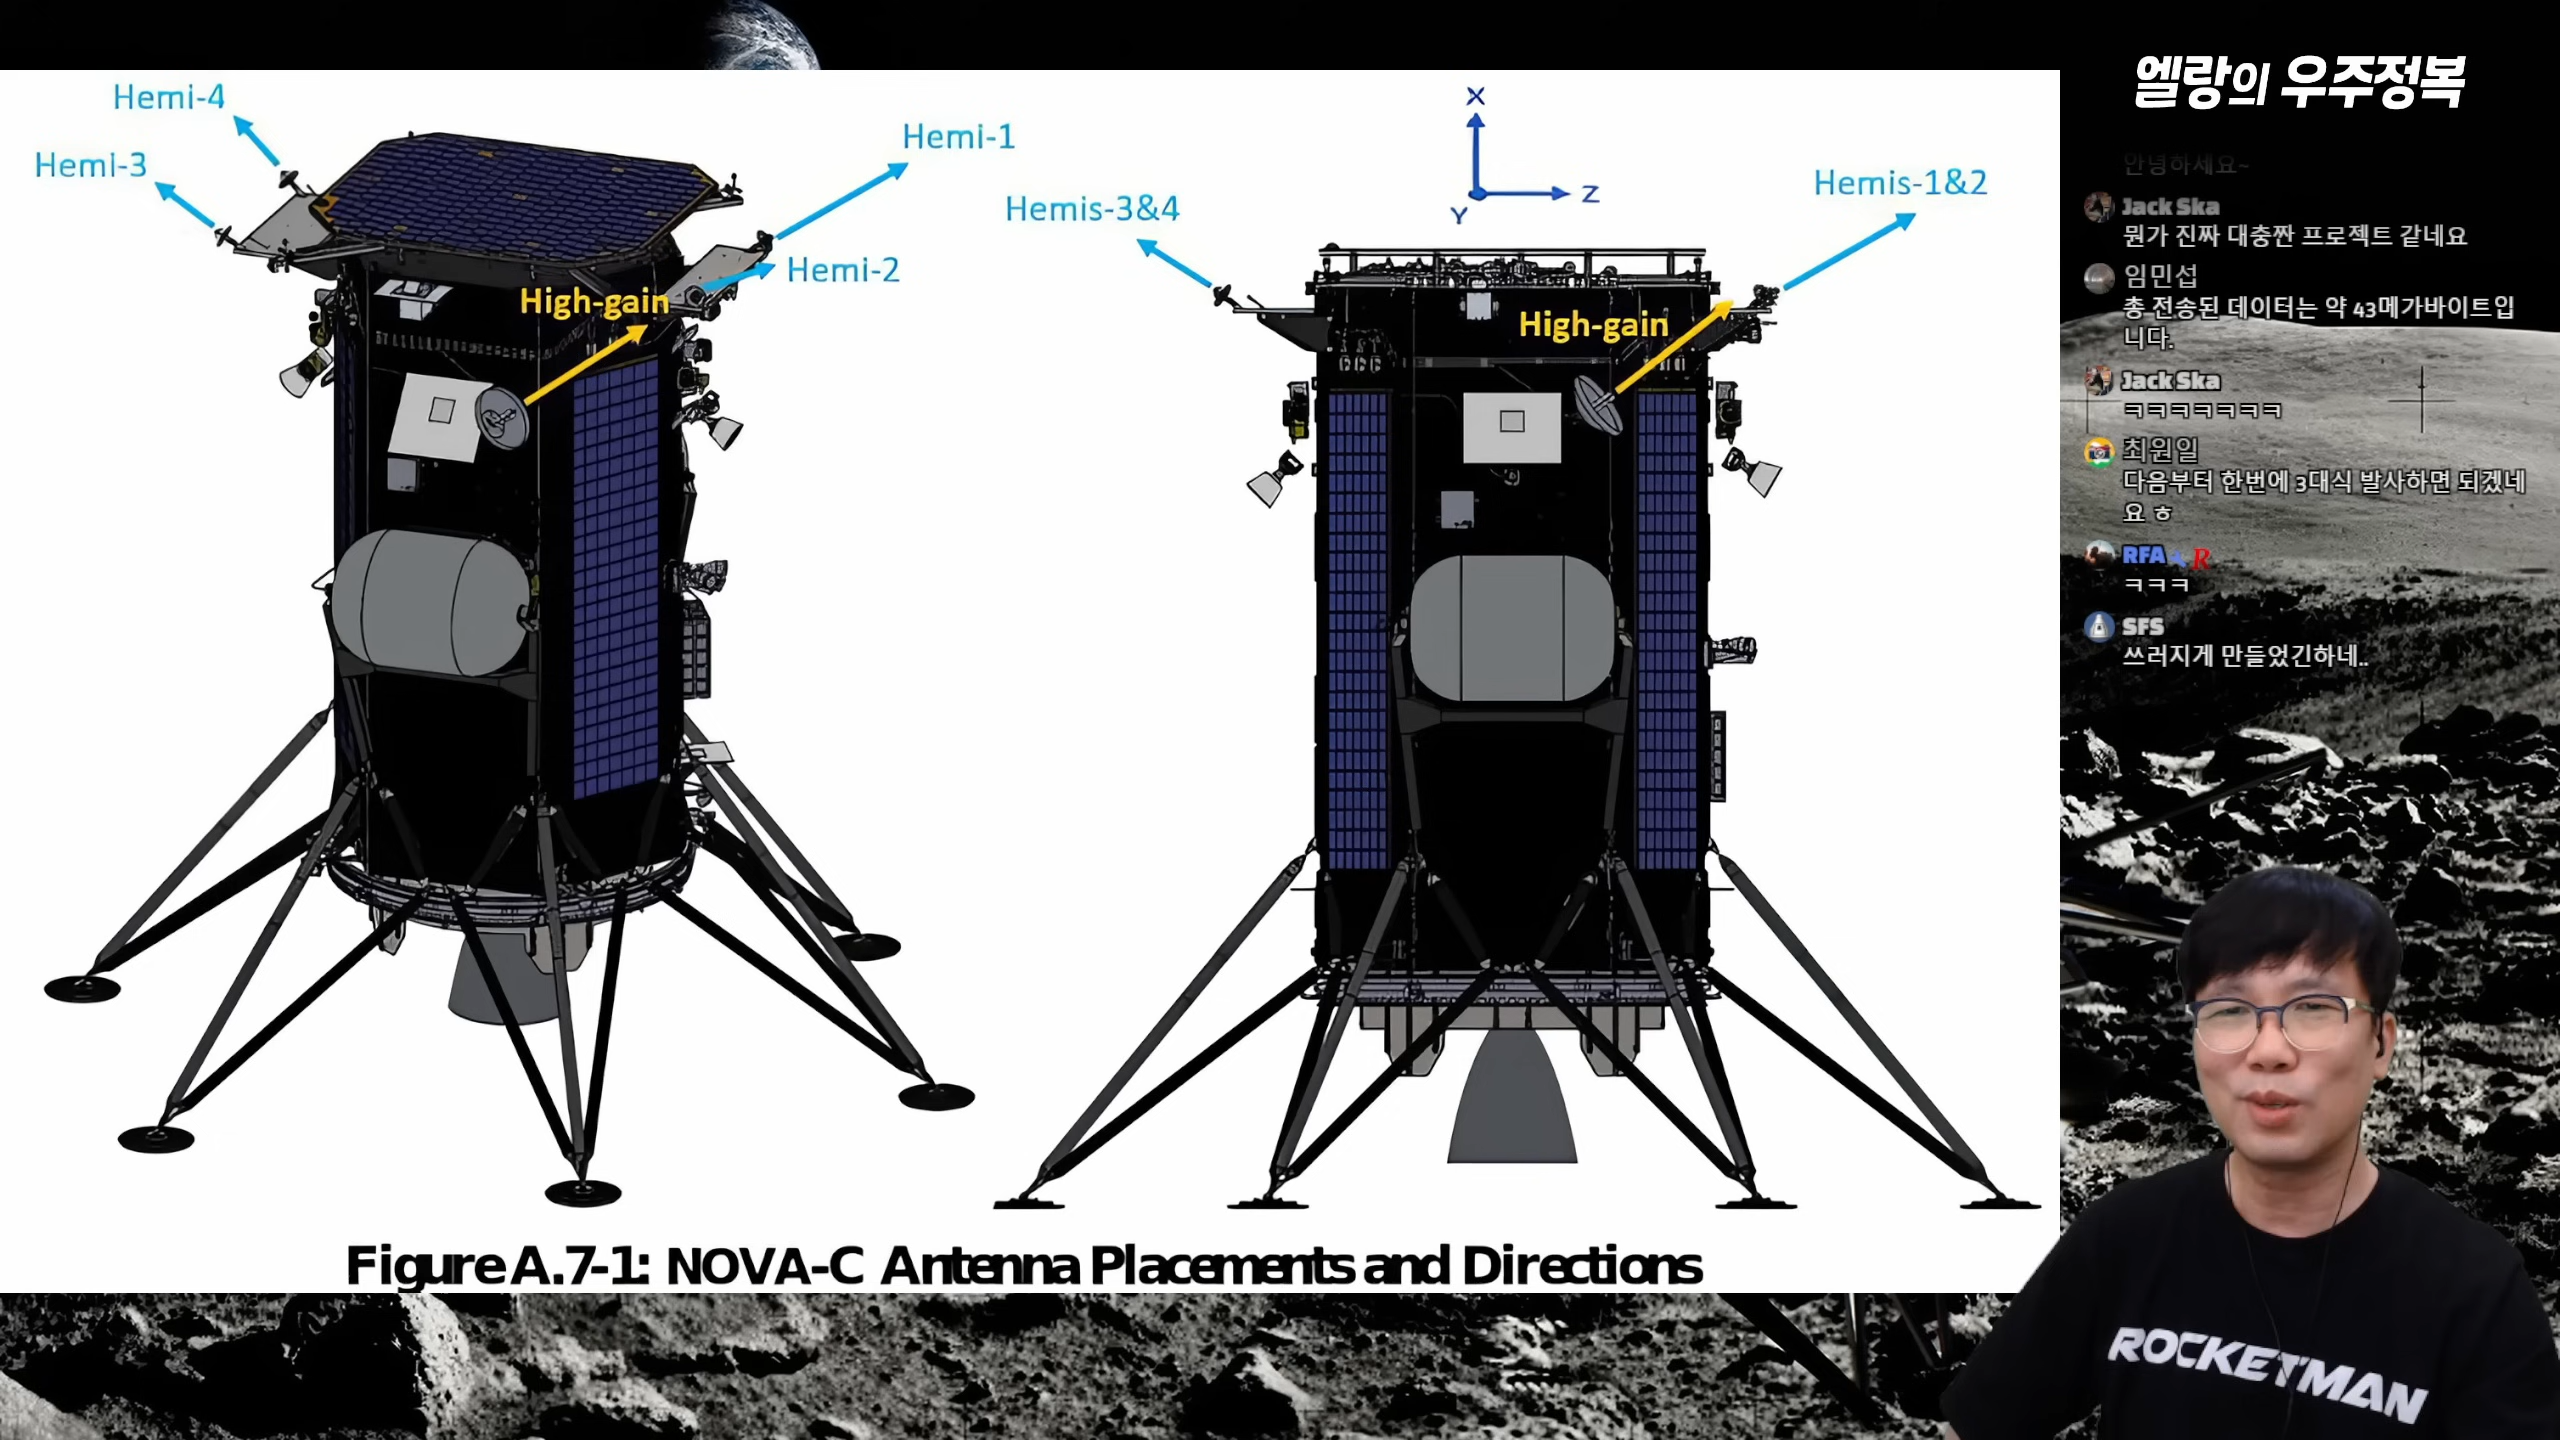 Hemi-4
Hemi-3
Hemi-1
Hemi-2
High-gain
X
Z
Y
Hemis-3&4
Hemis-1&2
High-gain
Figure A.7-1: NOVA-C Antenna Placements and Directions
엘랑의 우주정복
안녕하세요~
Jack Ska
뭔가 진짜 대충짠 프로젝트 같네요
임민섭
총 전송된 데이터는 약 43메가바이트입
니다.
Jack Ska
ㅋㅋㅋㅋㅋㅋㅋ
최원일
다음부터 한번에 3대식 발사하면 되겠네
요 ㅎ
RFA R
ㅋㅋㅋ
SFS
쓰러지게 만들었긴하네..
ROCKETMAN